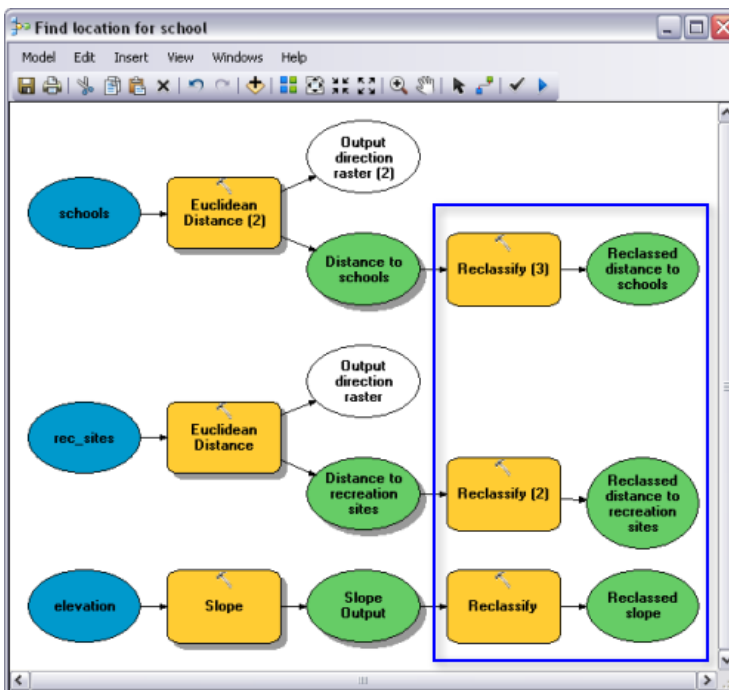 Find location for school
Model Edit Insert View Windows Help
Output
direction
raster (2)
schools
Euclidean
Distance (2)
Distance to
schools
Reclassify (3)
Reclassed
distance to
schools
Output
direction
raster
rec_sites
Euclidean
Distance
Distance to
recreation
sites
Reclassify (2)
Reclassed
distance to
recreation
sites
elevation
Slope
Slope
Output
Reclassify
Reclassed
slope